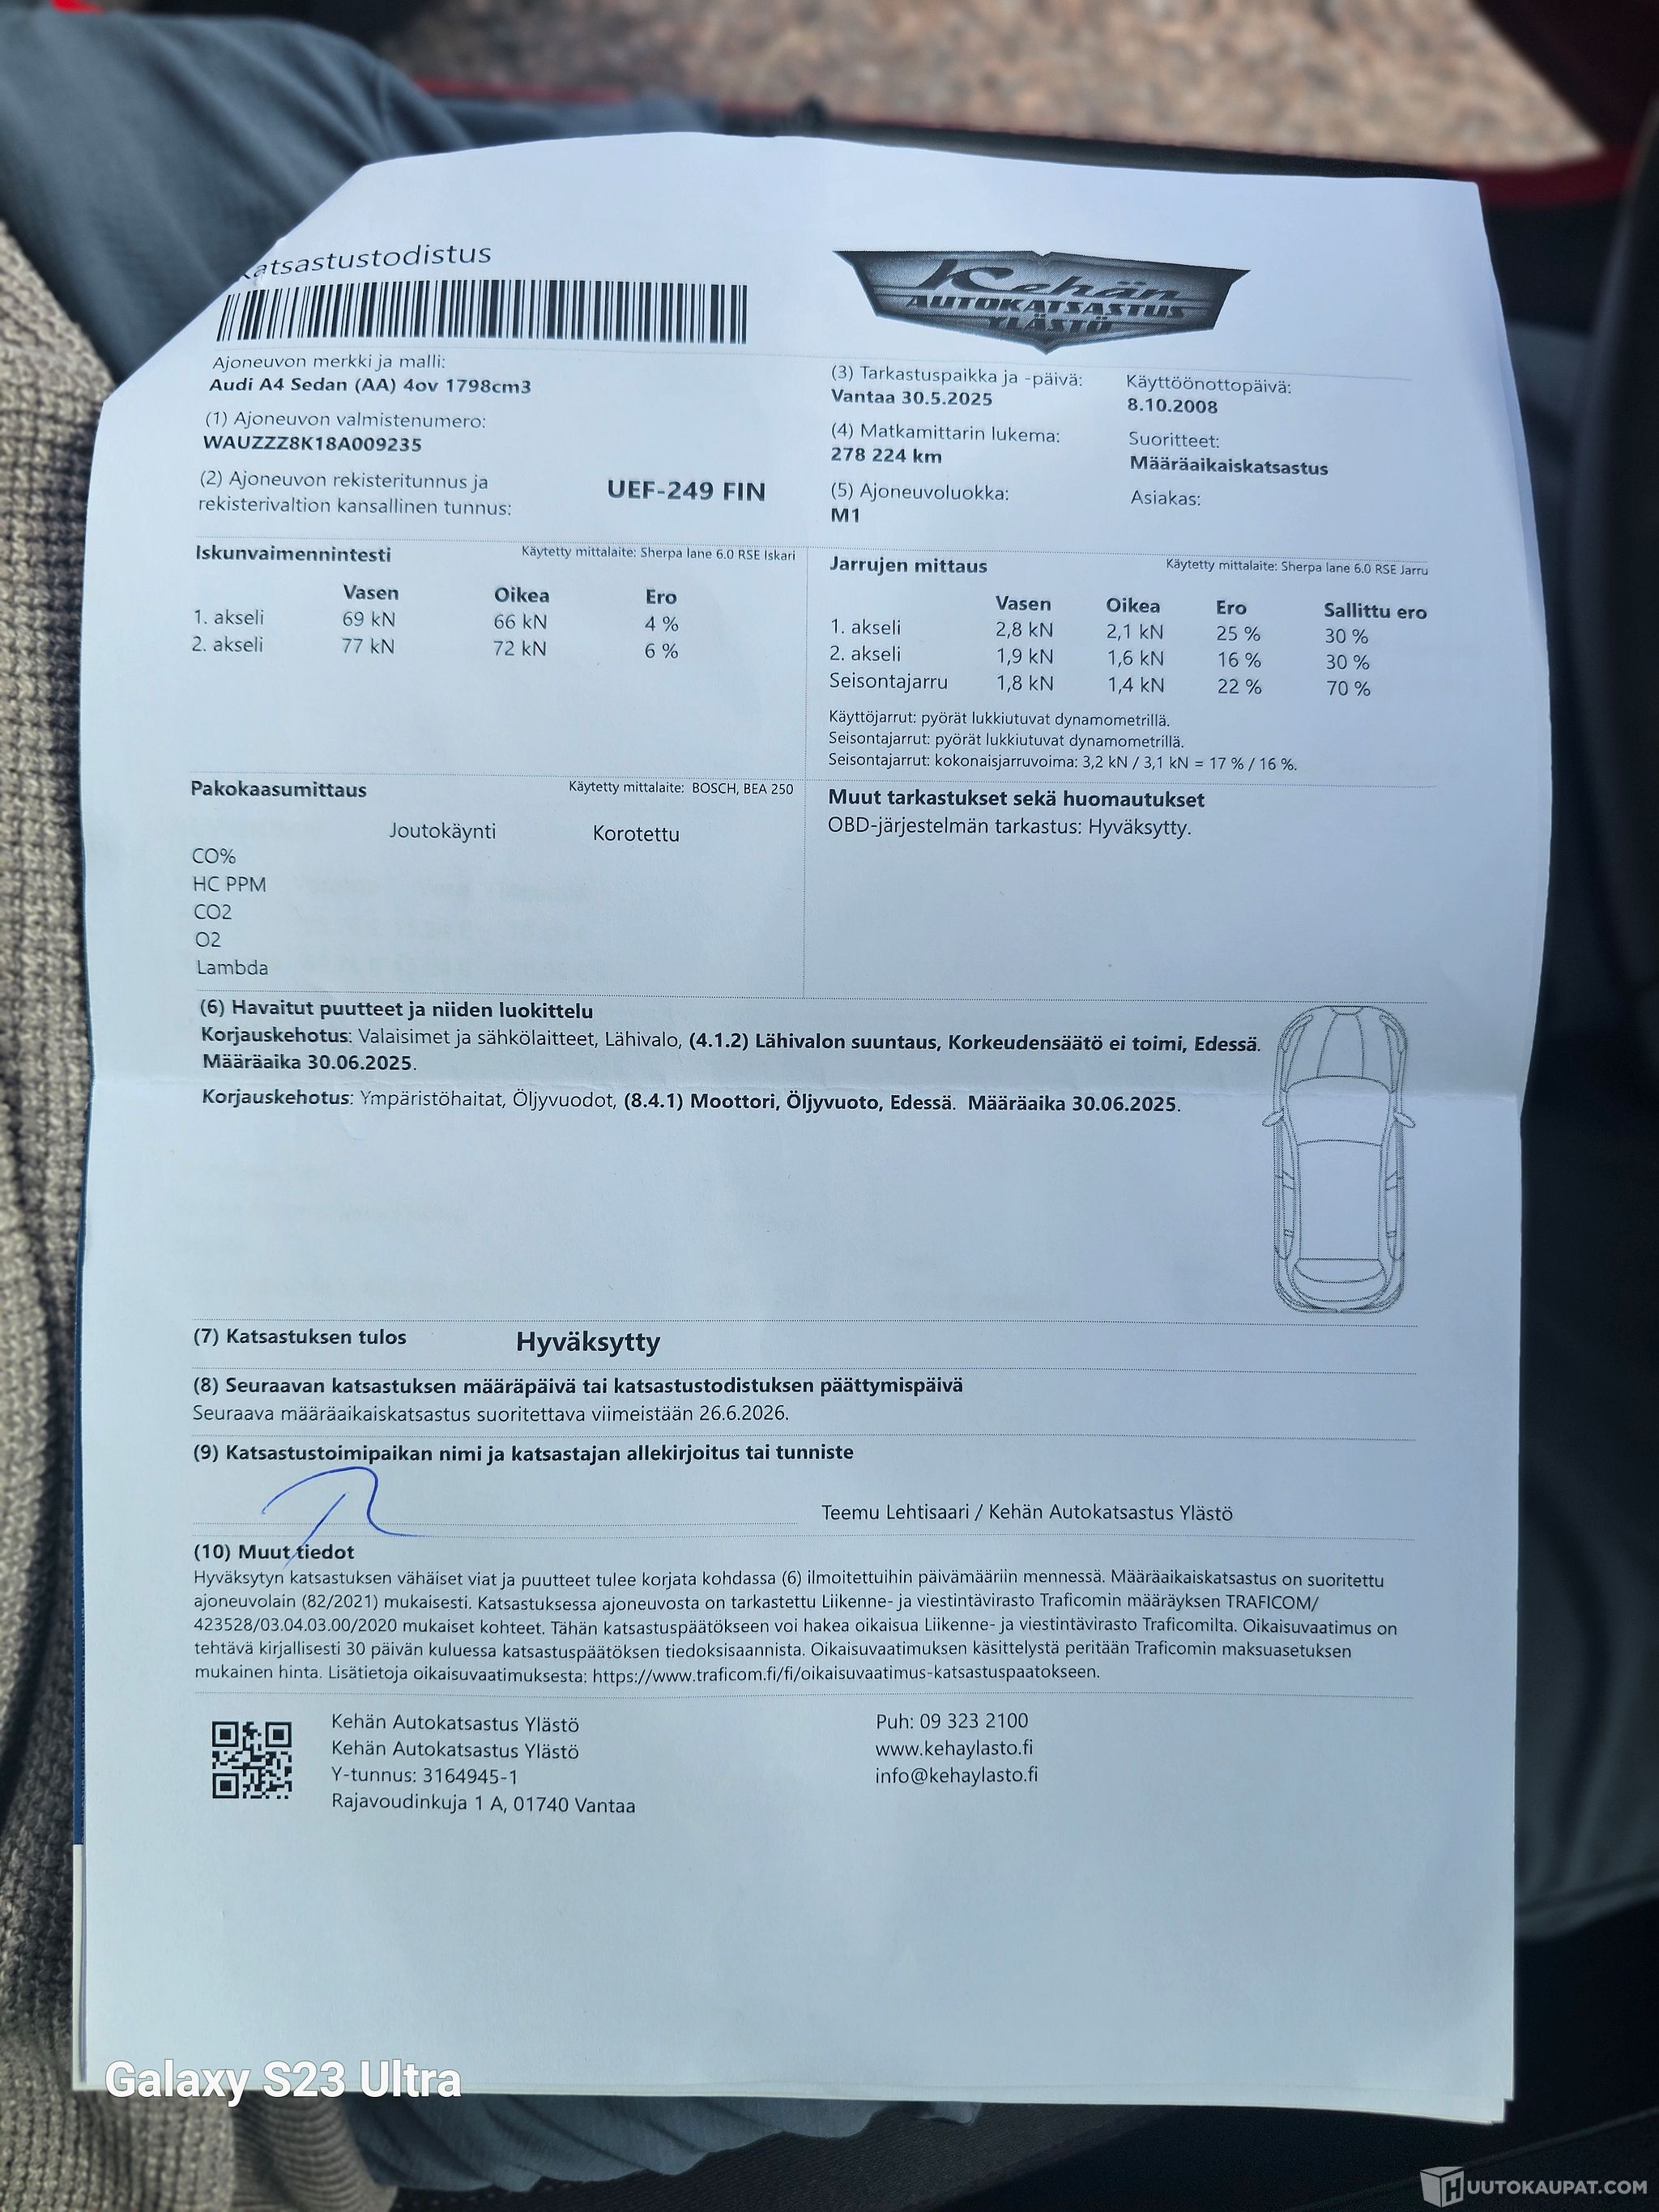 Katsastustodistus
Kehän
AUTOKATSASTUS
YLÄSTÖ
Ajoneuvon merkki ja malli:
Audi A4 Sedan (AA) 4ov 1798cm3
(1) Ajoneuvon valmistenumero:
WAUZZZ8K18A009235
(2) Ajoneuvon rekisteritunnus ja
rekisterivaltion kansallinen tunnus:
UEF-249 FIN
(3) Tarkastuspaikka ja -päivä:
Vantaa 30.5.2025
(4) Matkamittarin lukema:
278 224 km
(5) Ajoneuvoluokka:
M1
Käyttöönottopäivä:
8.10.2008
Suoritteet:
Määräaikaiskatsastus
Asiakas:
Iskunvaimennintesti Käytetty mittalaite: Sherpa lane 6.0 RSE Iskari
Vasen Oikea Ero
1. akseli 69 kN 66 kN 4 %
2. akseli 77 kN 72 kN 6 %
Jarrujen mittaus Käytetty mittalaite: Sherpa lane 6.0 RSE Jarru
Vasen Oikea Ero Sallittu ero
1. akseli 2,8 kN 2,1 kN 25 % 30 %
2. akseli 1,9 kN 1,6 kN 16 % 30 %
Seisontajarru 1,8 kN 1,4 kN 22 % 70 %
Käyttöjarrut: pyörät lukkiutuvat dynamometrillä.
Seisontajarrut: pyörät lukkiutuvat dynamometrillä.
Seisontajarrut: kokonaisjarruvoima: 3,2 kN / 3,1 kN = 17 % / 16 %.
Pakokaasumittaus Käytetty mittalaite: BOSCH, BEA 250
Joutokäynti Korotettu
CO%
HC PPM
CO2
O2
Lambda
Muut tarkastukset sekä huomautukset
OBD-järjestelmän tarkastus: Hyväksytty.
(6) Havaitut puutteet ja niiden luokittelu
Korjauskehotus: Valaisimet ja sähkölaitteet, Lähivalo, (4.1.2) Lähivalon suuntaus, Korkeudensäätö ei toimi, Edessä.
Määräaika 30.06.2025.
Korjauskehotus: Ympäristöhaitat, Öljyvuodot, (8.4.1) Moottori, Öljyvuoto, Edessä. Määräaika 30.06.2025.
(7) Katsastuksen tulos Hyväksytty
(8) Seuraavan katsastuksen määräpäivä tai katsastustodistuksen päättymispäivä
Seuraava määräaikaiskatsastus suoritettava viimeistään 26.6.2026.
(9) Katsastustoimipaikan nimi ja katsastajan allekirjoitus tai tunniste
Teemu Lehtisaari / Kehän Autokatsastus Ylästö
(10) Muut tiedot
Hyväksytyn katsastuksen vähäiset viat ja puutteet tulee korjata kohdassa (6) ilmoitettuihin päivämääriin mennessä. Määräaikaiskatsastus on suoritettu
ajoneuvolain (82/2021) mukaisesti. Katsastuksessa ajoneuvosta on tarkastettu Liikenne- ja viestintävirasto Traficomin määräyksen TRAFICOM/
423528/03.04.03.00/2020 mukaiset kohteet. Tähän katsastuspäätökseen voi hakea oikaisua Liikenne- ja viestintävirasto Traficomilta. Oikaisuvaatimus on
tehtävä kirjallisesti 30 päivän kuluessa katsastuspäätöksen tiedoksisaannista. Oikaisuvaatimuksen käsittelystä peritään Traficomin maksuasetuksen
mukainen hinta. Lisätietoja oikaisuvaatimuksesta: https://www.traficom.fi/fi/oikaisuvaatimus-katsastuspaatokseen.
Kehän Autokatsastus Ylästö
Kehän Autokatsastus Ylästö
Y-tunnus: 3164945-1
Rajavoudinkuja 1 A, 01740 Vantaa
Puh: 09 323 2100
www.kehaylasto.fi
info@kehaylasto.fi
Galaxy S23 Ultra
HUUTOKAUPAT.COM